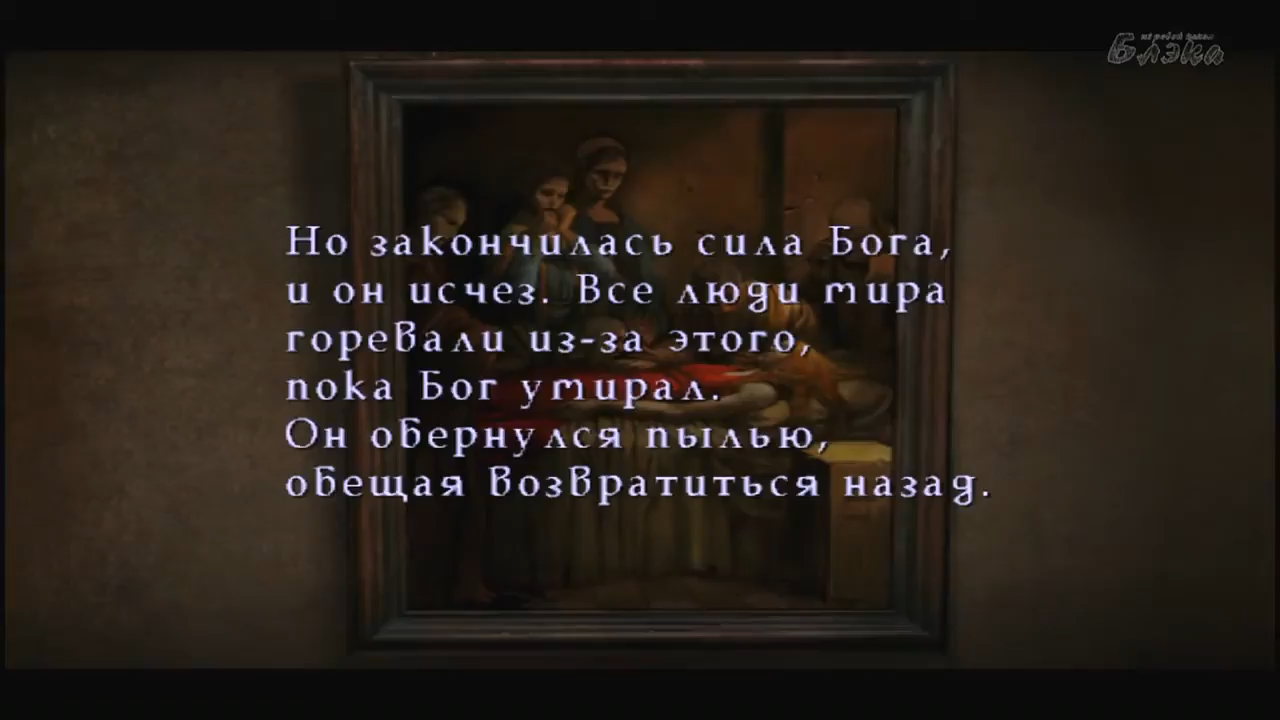 Блэка
Но закончилась сила Бога,
и он исчез. Все люди мира
горевали из-за этого,
пока Бог умирал.
Он обернулся пылью,
обещая возвратиться назад.